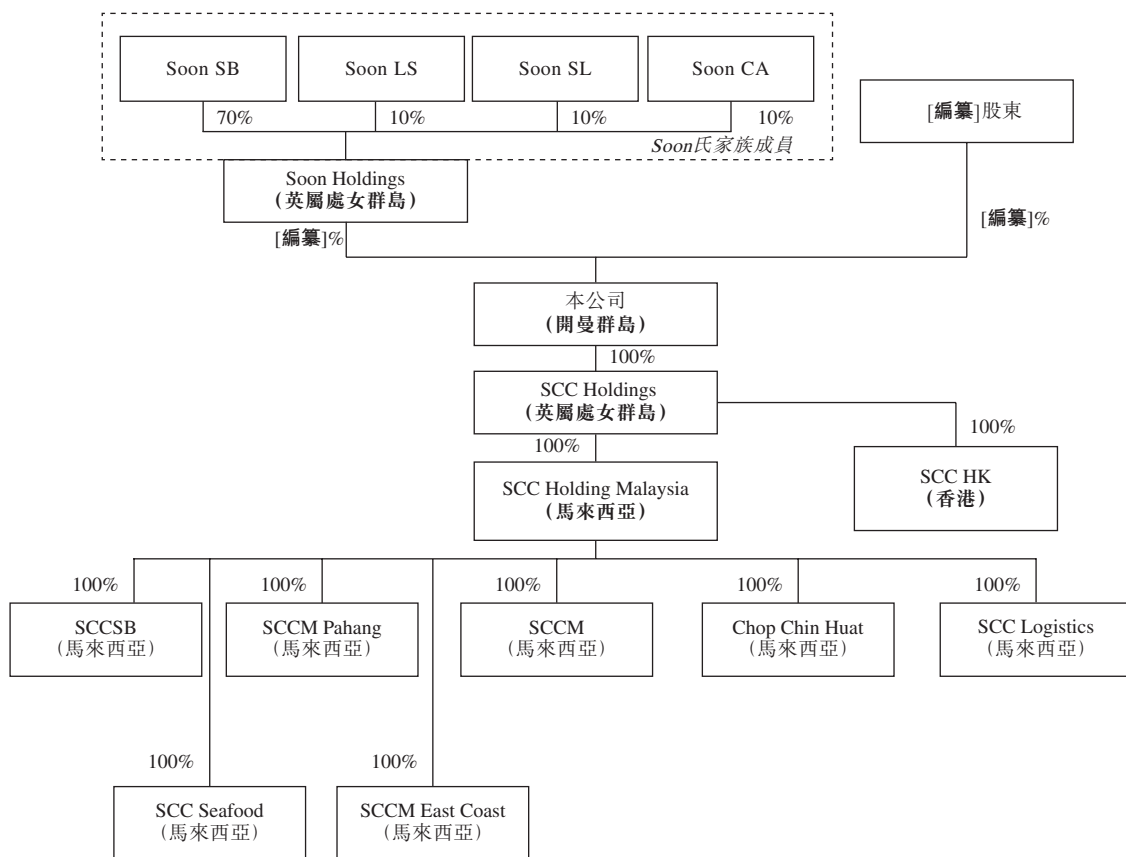 Soon SB
Soon LS
Soon SL
Soon CA
[編纂]股東
70%
10%
10%
10%
Soon氏家族成員
Soon Holdings
(英屬處女群島)
[編纂]%
[編纂]%
本公司
(開曼群島)
100%
SCC Holdings
(英屬處女群島)
100%
100%
SCC Holding Malaysia
(馬來西亞)
SCC HK
(香港)
100%
100%
100%
100%
100%
SCCSB
(馬來西亞)
SCCM Pahang
(馬來西亞)
SCCM
(馬來西亞)
Chop Chin Huat
(馬來西亞)
SCC Logistics
(馬來西亞)
100%
100%
SCC Seafood
(馬來西亞)
SCCM East Coast
(馬來西亞)